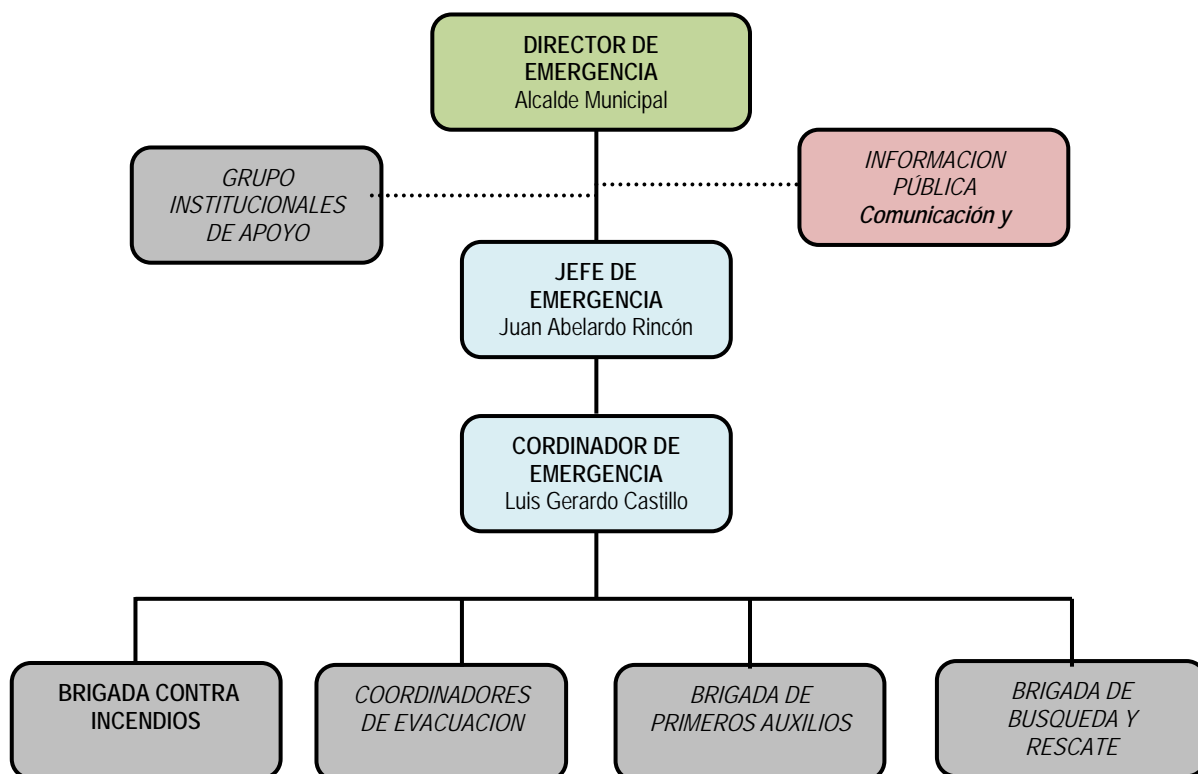 DIRECTOR DE
EMERGENCIA
Alcalde Municipal
GRUPO
INSTITUCIONALES
DE APOYO
INFORMACION
PÚBLICA
Comunicación y
JEFE DE
EMERGENCIA
Juan Abelardo Rincón
CORDINADOR DE
EMERGENCIA
Luis Gerardo Castillo
BRIGADA CONTRA
INCENDIOS
COORDINADORES
DE EVACUACION
BRIGADA DE
PRIMEROS AUXILIOS
BRIGADA DE
BUSQUEDA Y
RESCATE